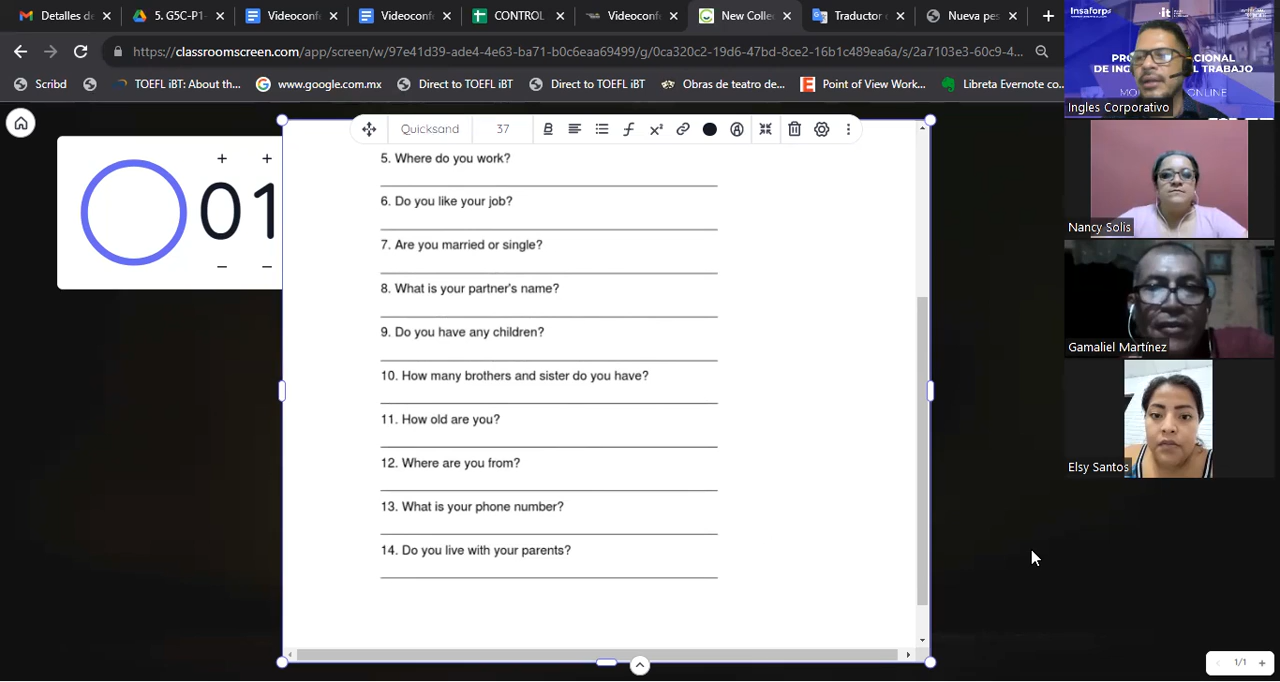 Detalles de
5. G5C-P1-
Videoconf
Videoconf
CONTROL
Videoconf
New Colle
Traductor
Nueva pes
https://classroomscreen.com/app/screen/w/97e41d39-ade4-4e63-ba71-b0c6eaa69499/g/0ca320c2-19d6-47bd-8ce2-16b1c489ea6a/s/2a7103e3-60c9-4...
Scribd
TOEFL iBT: About th...
www.google.com.mx
Direct to TOEFL iBT
Direct to TOEFL iBT
Obras de teatro de...
Point of View Work...
Libreta Evernote co...
Quicksand
37
+ +
01
− −
5. Where do you work?
6. Do you like your job?
7. Are you married or single?
8. What is your partner's name?
9. Do you have any children?
10. How many brothers and sister do you have?
11. How old are you?
12. Where are you from?
13. What is your phone number?
14. Do you live with your parents?
Insaforp
it
DE ING
TRABAJO
ONLINE
Ingles Corporativo
Nancy Solis
Gamaliel Martínez
Elsy Santos
1/1